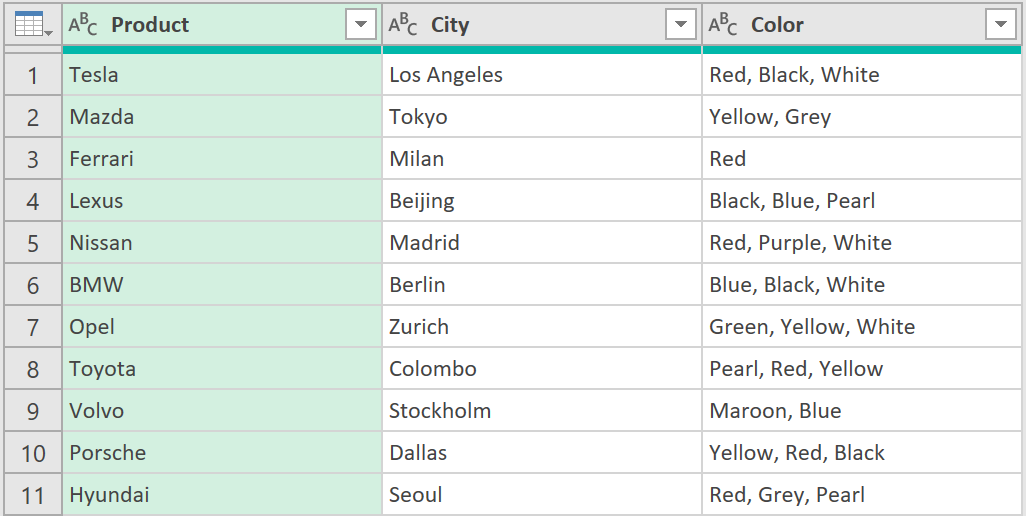 ABC Product ABC City ABC Color
1 Tesla Los Angeles Red, Black, White
2 Mazda Tokyo Yellow, Grey
3 Ferrari Milan Red
4 Lexus Beijing Black, Blue, Pearl
5 Nissan Madrid Red, Purple, White
6 BMW Berlin Blue, Black, White
7 Opel Zurich Green, Yellow, White
8 Toyota Colombo Pearl, Red, Yellow
9 Volvo Stockholm Maroon, Blue
10 Porsche Dallas Yellow, Red, Black
11 Hyundai Seoul Red, Grey, Pearl